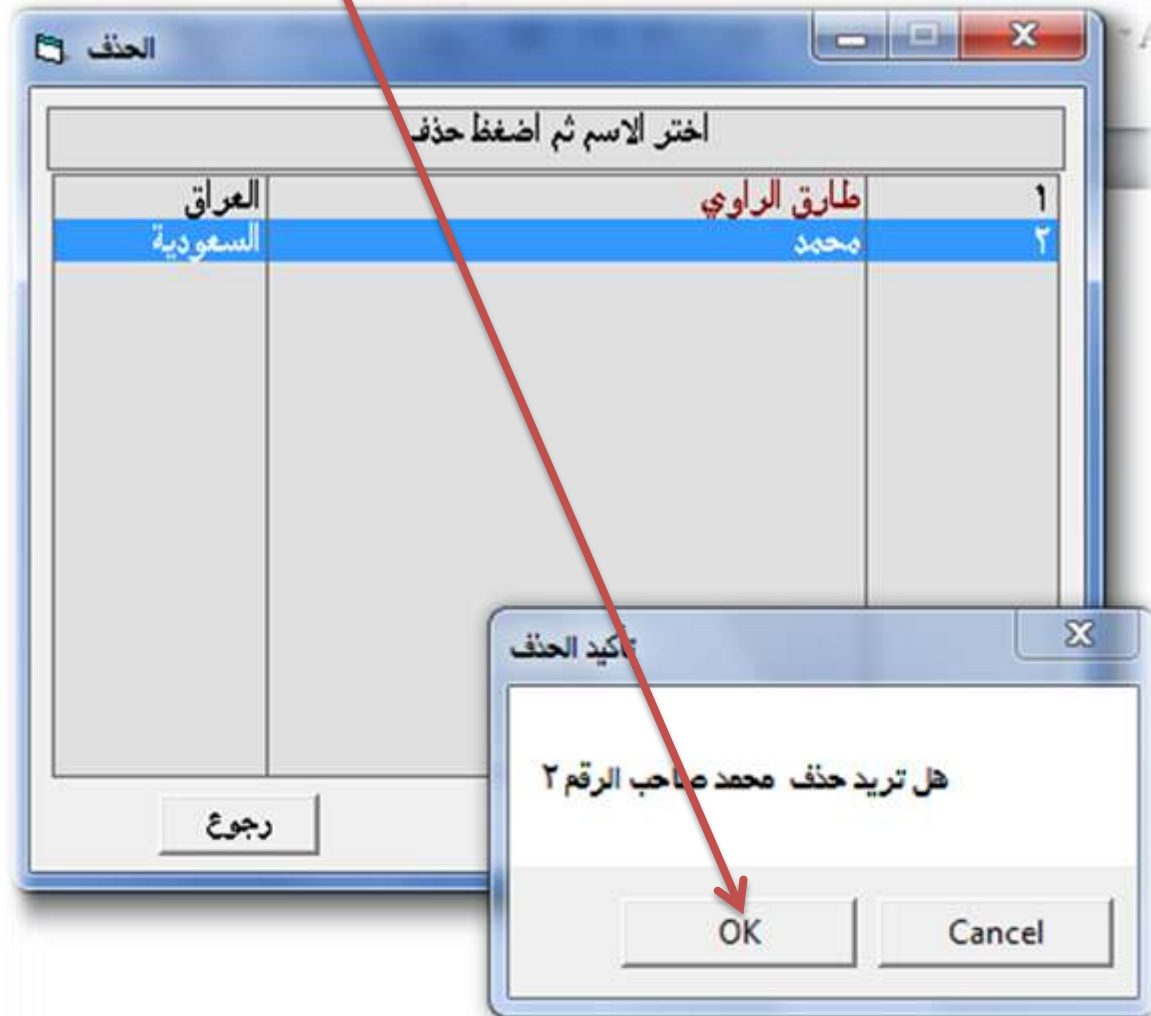 الحذف
اختر الاسم ثم اضغط حذف
١ طارق الراوي العراق
٢ محمد السعودية
تأكيد الحذف
هل تريد حذف محمد صاحب الرقم ٢
رجوع
OK Cancel